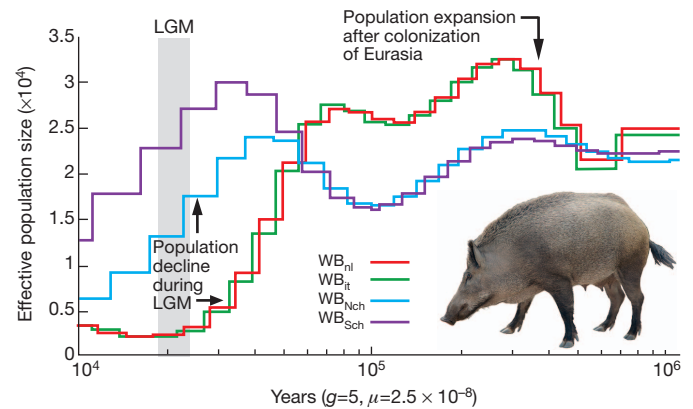 LGM
Population expansion
after colonization
of Eurasia
Effective population size (×10⁴)
3.5
3
2.5
2
1.5
1
0.5
0
Population
decline
during
LGM
WBnl
WBit
WBNch
WBSch
10⁴
10⁵
10⁶
Years (g=5, μ=2.5 × 10⁻⁸)